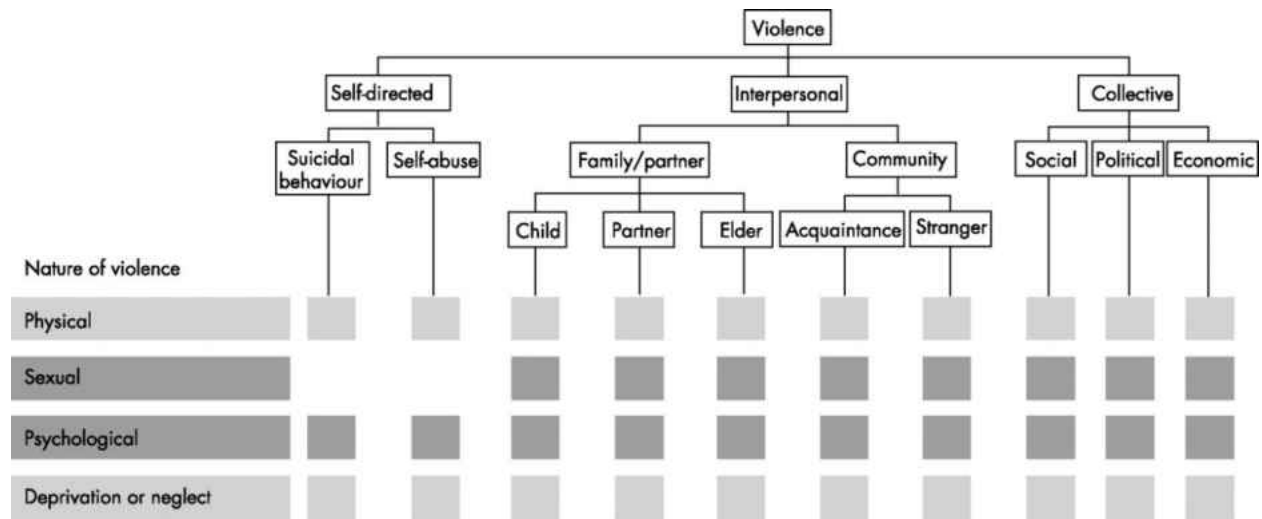 Violence
Self-directed
Interpersonal
Collective
Suicidal
behaviour
Self-abuse
Family/partner
Community
Social
Political
Economic
Child
Partner
Elder
Acquaintance
Stranger
Nature of violence
Physical
Sexual
Psychological
Deprivation or neglect